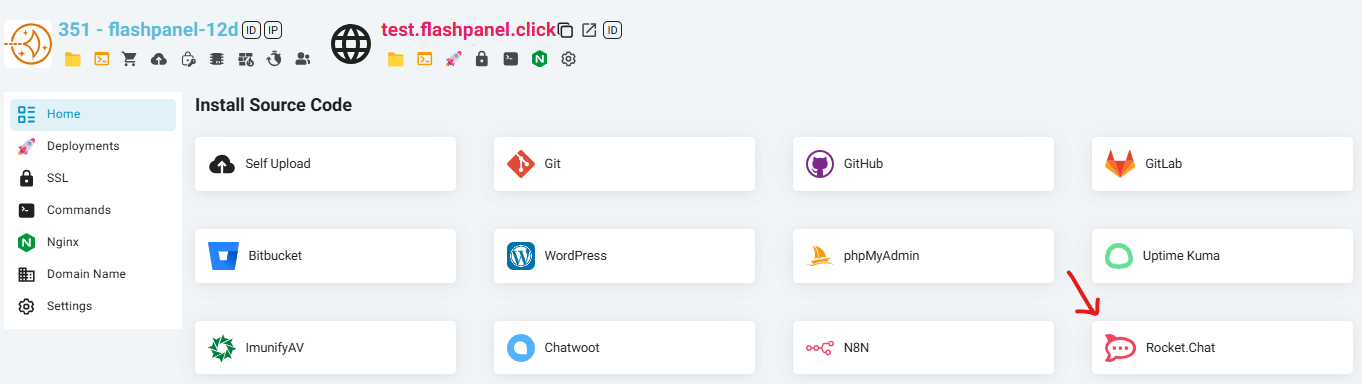 351 - flashpanel-12d ID IP
test.flashpanel.click ID
Home
Deployments
SSL
Commands
Nginx
Domain Name
Settings
Install Source Code
Self Upload
Git
GitHub
GitLab
Bitbucket
WordPress
phpMyAdmin
Uptime Kuma
ImunifyAV
Chatwoot
N8N
Rocket.Chat